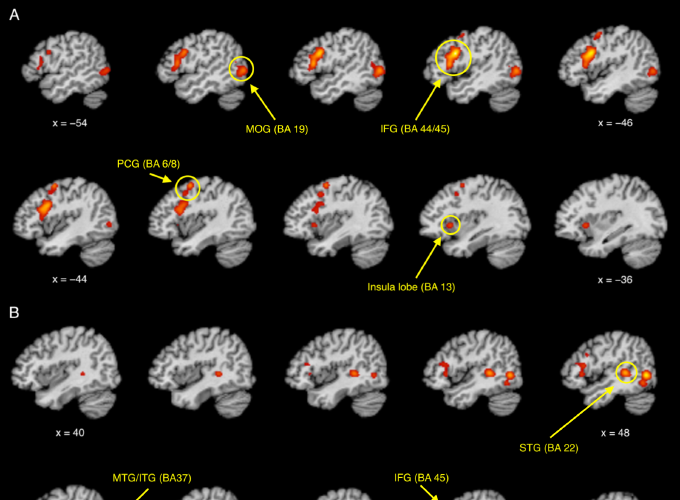 A
MOG (BA 19)
IFG (BA 44/45)
x = −54
x = −46
PCG (BA 6/8)
Insula lobe (BA 13)
x = −44
x = −36
B
x = 40
x = 48
STG (BA 22)
MTG/ITG (BA37)
IFG (BA 45)